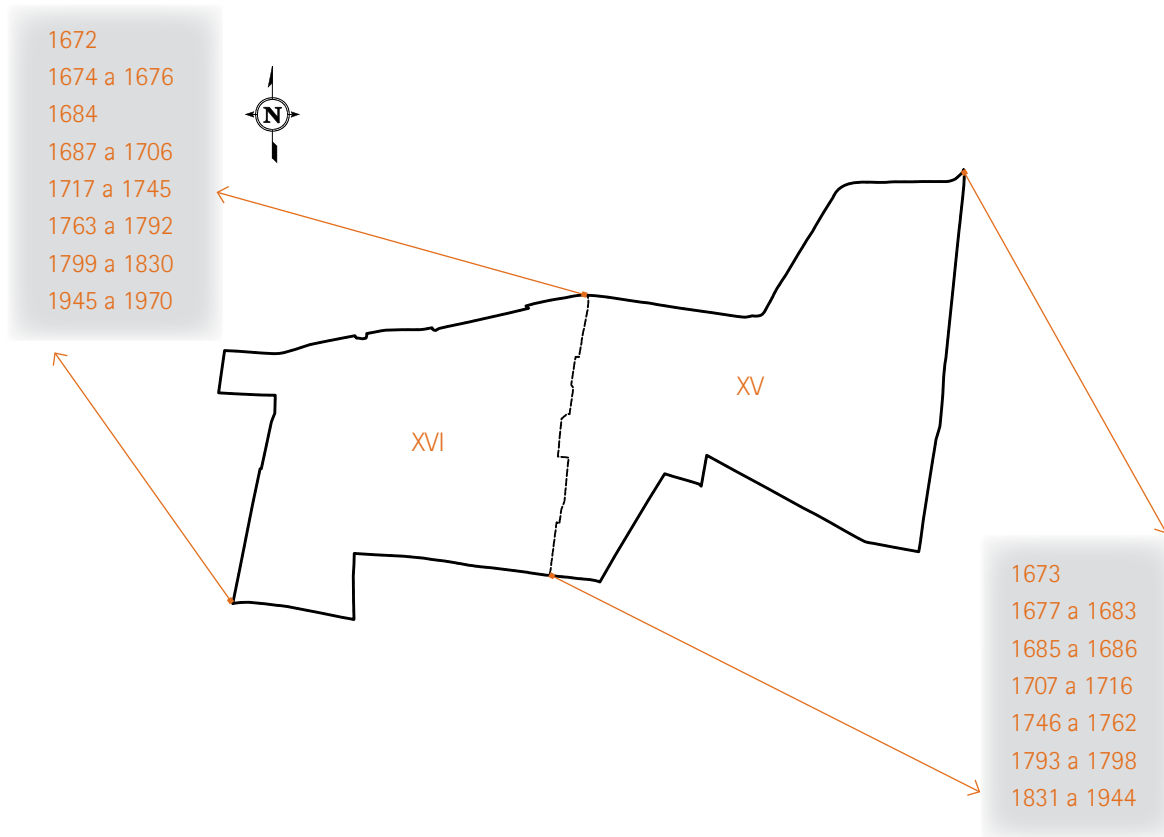 1672
1674 a 1676
1684
1687 a 1706
1717 a 1745
1763 a 1792
1799 a 1830
1945 a 1970
N
XV
XVI
1673
1677 a 1683
1685 a 1686
1707 a 1716
1746 a 1762
1793 a 1798
1831 a 1944